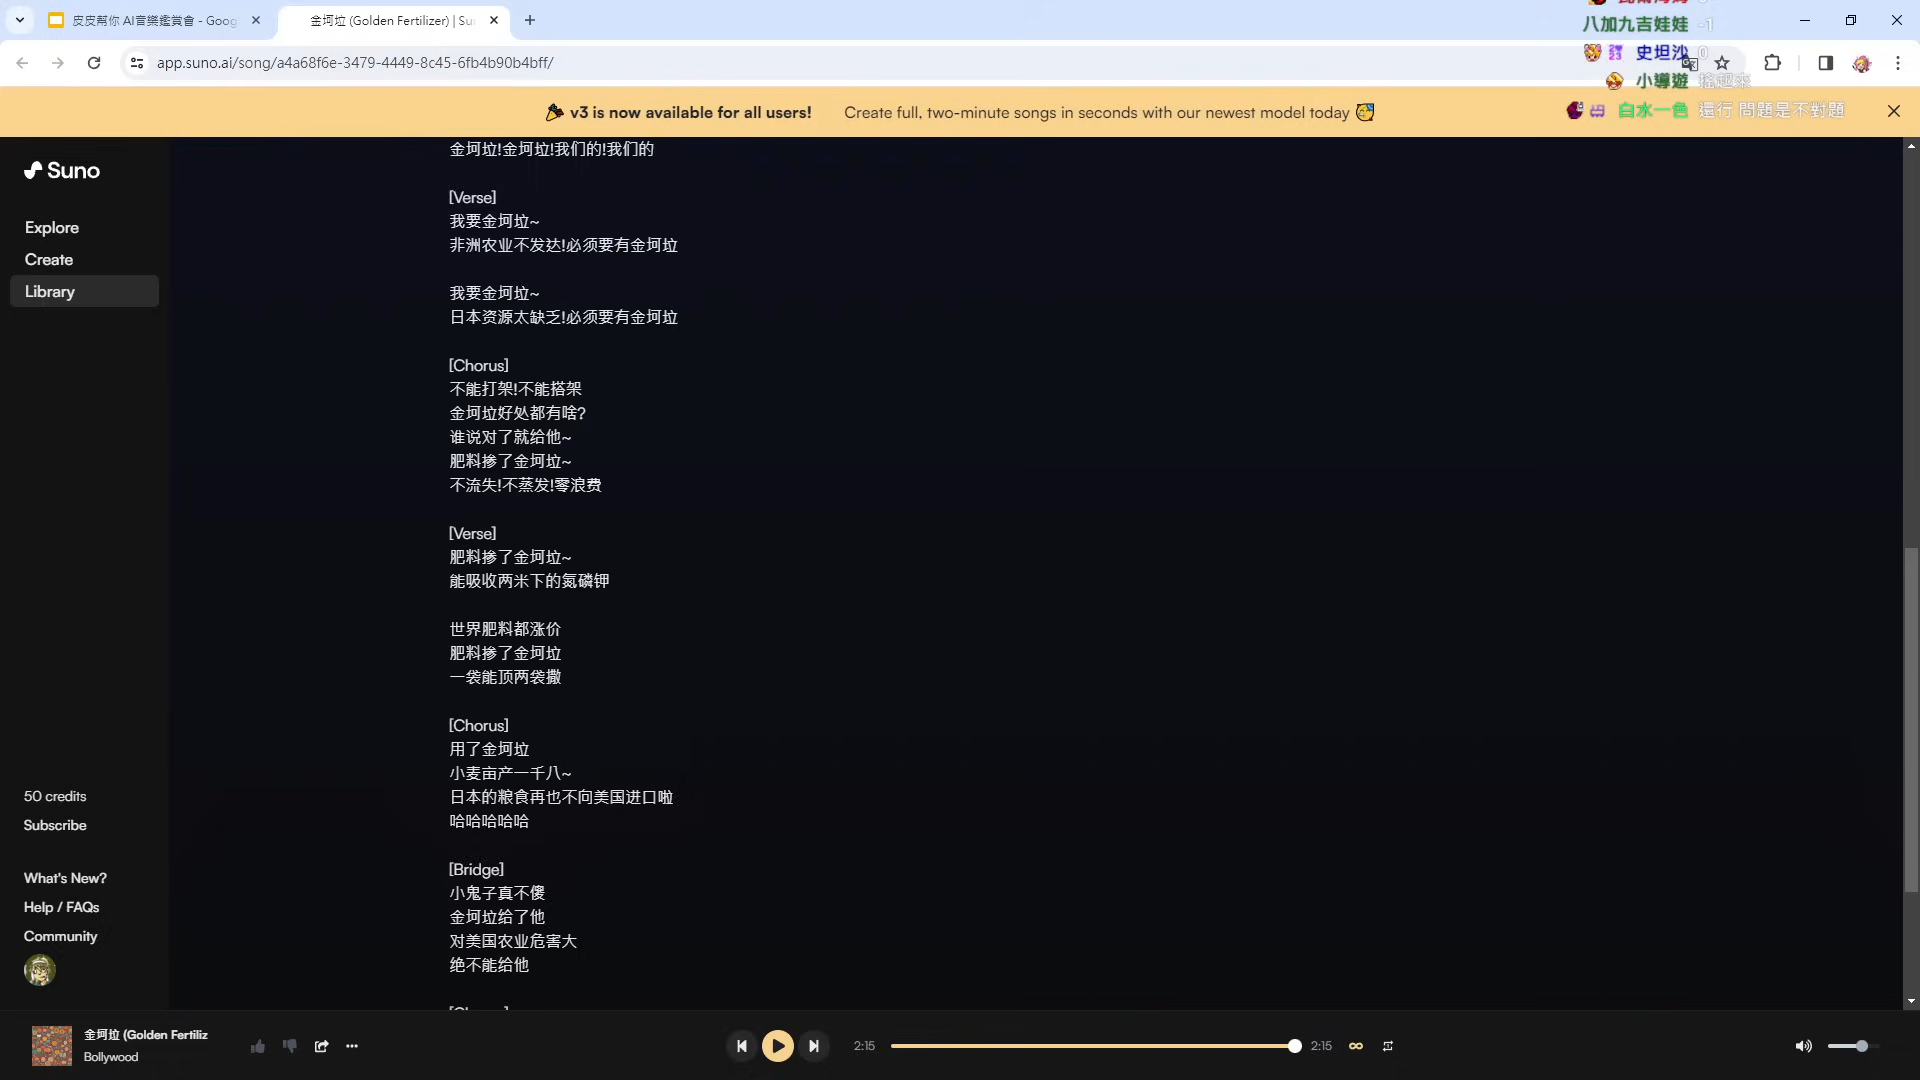 皮皮幫你 AI音樂鑑賞會 - Goog
金坷垃 (Golden Fertilizer) | Su
app.suno.ai/song/a4a68f6e-3479-4449-8c45-6fb4b90b4bff/
八加九吉娃娃 -1
史坦沙 0
小導遊 搖起來
白水一色 還行 問題是不對題
v3 is now available for all users! Create full, two-minute songs in seconds with our newest model today
Suno
Explore
Create
Library
50 credits
Subscribe
What's New?
Help / FAQs
Community
金坷垃!金坷垃!我们的!我们的
[Verse]
我要金坷垃~
非洲农业不发达!必须要有金坷垃
我要金坷垃~
日本资源太缺乏!必须要有金坷垃
[Chorus]
不能打架!不能搭架
金坷垃好处都有啥?
谁说对了就给他~
肥料掺了金坷垃~
不流失!不蒸发!零浪费
[Verse]
肥料掺了金坷垃~
能吸收两米下的氮磷钾
世界肥料都涨价
肥料掺了金坷垃
一袋能顶两袋撒
[Chorus]
用了金坷垃
小麦亩产一千八~
日本的粮食再也不向美国进口啦
哈哈哈哈哈
[Bridge]
小鬼子真不傻
金坷垃给了他
对美国农业危害大
绝不能给他
金坷垃 (Golden Fertiliz
Bollywood
2:15
2:15